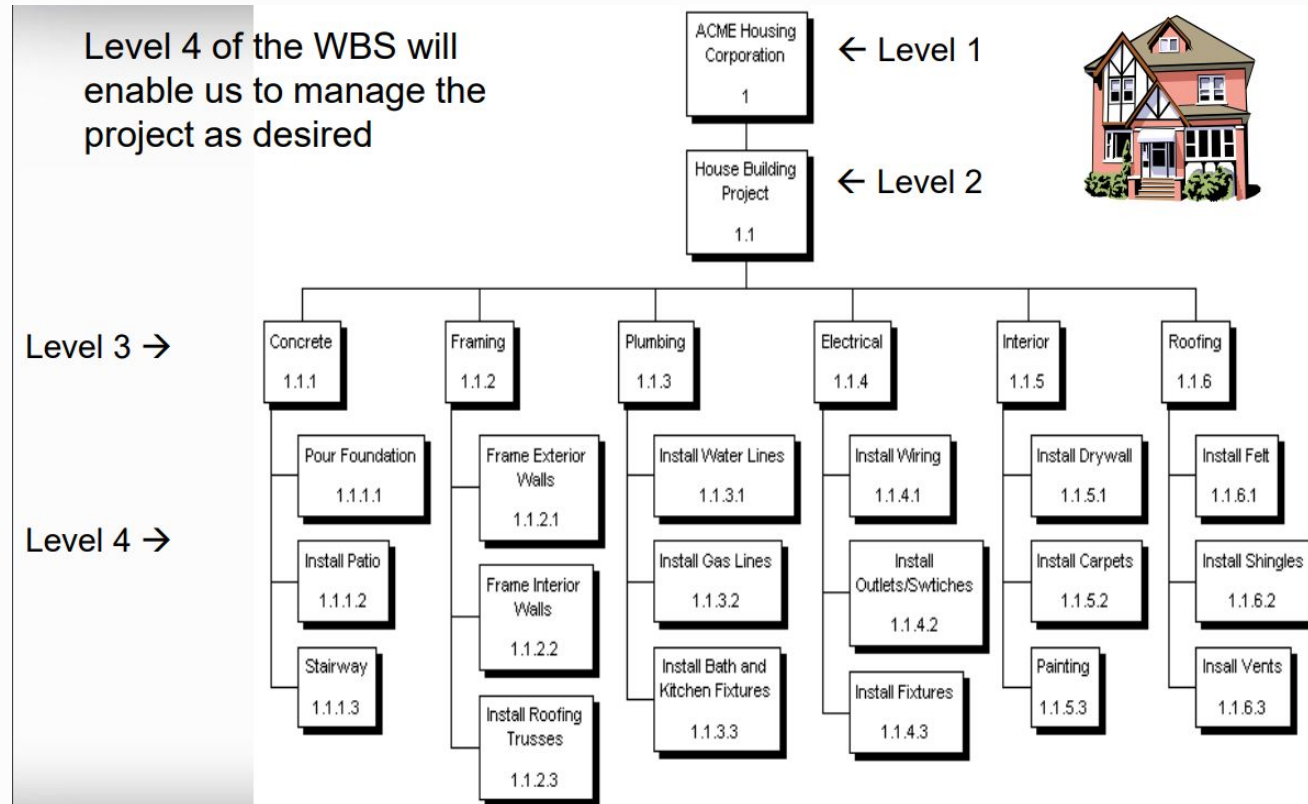 Level 4 of the WBS will
enable us to manage the
project as desired
ACME Housing
Corporation
1
← Level 1
House Building
Project
1.1
← Level 2
Level 3 →
Concrete
1.1.1
Framing
1.1.2
Plumbing
1.1.3
Electrical
1.1.4
Interior
1.1.5
Roofing
1.1.6
Level 4 →
Pour Foundation
1.1.1.1
Install Patio
1.1.1.2
Stairway
1.1.1.3
Frame Exterior
Walls
1.1.2.1
Frame Interior
Walls
1.1.2.2
Install Roofing
Trusses
1.1.2.3
Install Water Lines
1.1.3.1
Install Gas Lines
1.1.3.2
Install Bath and
Kitchen Fixtures
1.1.3.3
Install Wiring
1.1.4.1
Install
Outlets/Swtiches
1.1.4.2
Install Fixtures
1.1.4.3
Install Drywall
1.1.5.1
Install Carpets
1.1.5.2
Painting
1.1.5.3
Install Felt
1.1.6.1
Install Shingles
1.1.6.2
Insall Vents
1.1.6.3